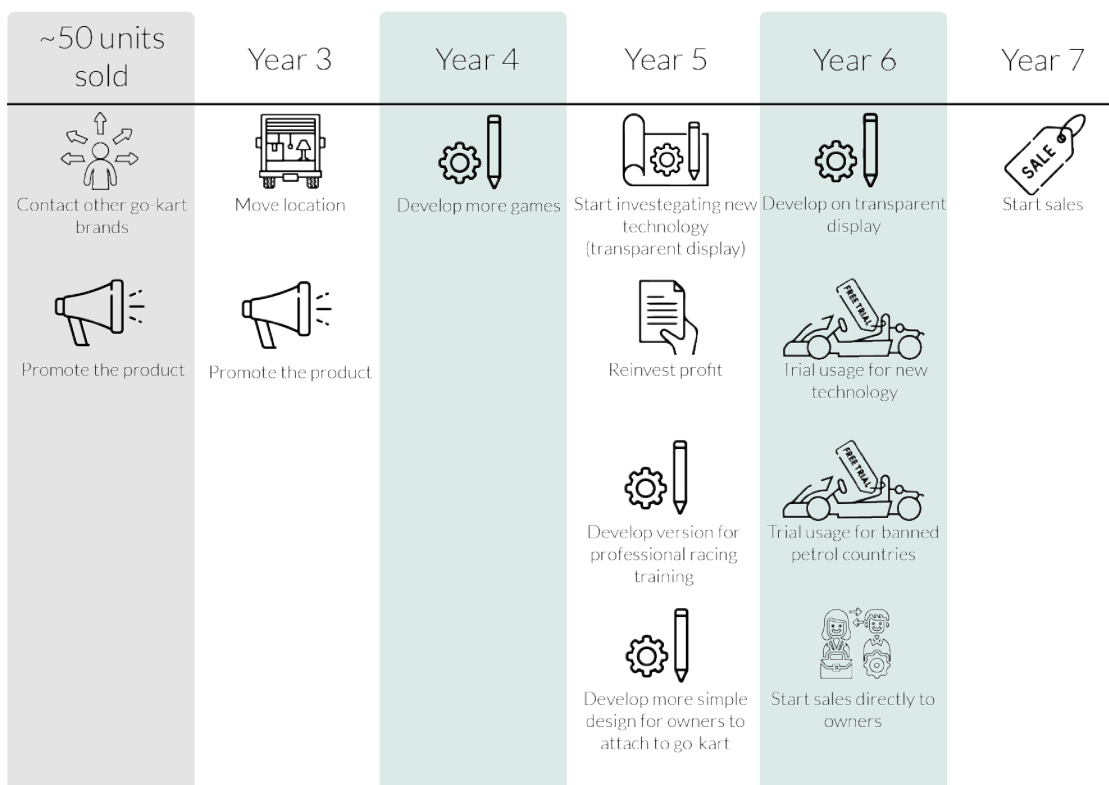 ~50 units
sold
Year 3
Year 4
Year 5
Year 6
Year 7
Contact other go-kart
brands
Promote the product
Move location
Promote the product
Develop more games
Start investegating new
technology
(transparent display)
Reinvest profit
Develop version for
professional racing
training
Develop more simple
design for owners to
attach to go-kart
Develop on transparent
display
FREE TRIAL
Trial usage for new
technology
FREE TRIAL
Trial usage for banned
petrol countries
Start sales directly to
owners
SALE
Start sales